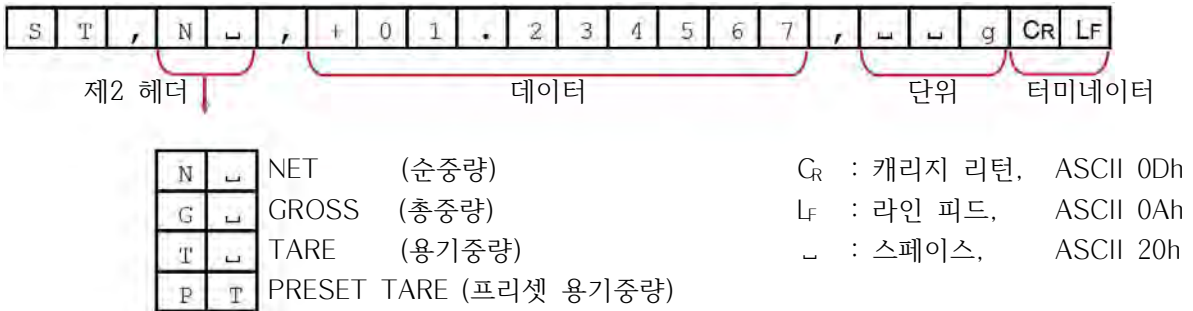 S T , N ␣ , + 0 1 . 2 3 4 5 6 7 , ␣ ␣ g CR LF
제2 헤더 데이터 단위 터미네이터
N ␣ NET (순중량) CR : 캐리지 리턴, ASCII 0Dh
G ␣ GROSS (총중량) LF : 라인 피드, ASCII 0Ah
T ␣ TARE (용기중량) ␣ : 스페이스, ASCII 20h
P T PRESET TARE (프리셋 용기중량)